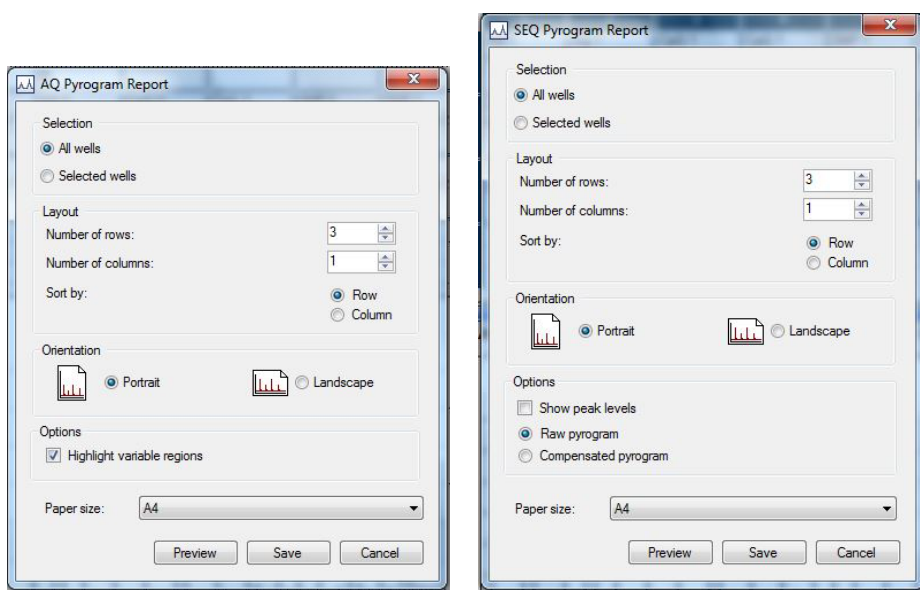 AQ Pyrogram Report
Selection
All wells
Selected wells
Layout
Number of rows: 3
Number of columns: 1
Sort by: Row
Column
Orientation
Portrait Landscape
Options
Highlight variable regions
Paper size: A4
Preview Save Cancel
SEQ Pyrogram Report
Selection
All wells
Selected wells
Layout
Number of rows: 3
Number of columns: 1
Sort by: Row
Column
Orientation
Portrait Landscape
Options
Show peak levels
Raw pyrogram
Compensated pyrogram
Paper size: A4
Preview Save Cancel